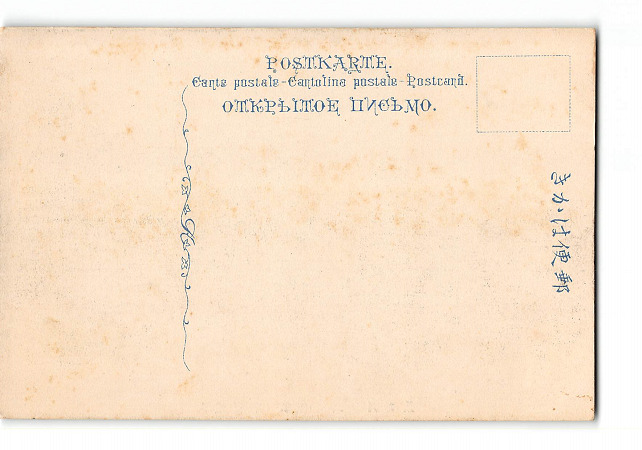 POSTKARTE.
Carte postale-Cartolina postale-Postcard.
ОТКРЫТОЕ ПИСЬМО.
きかは便郵